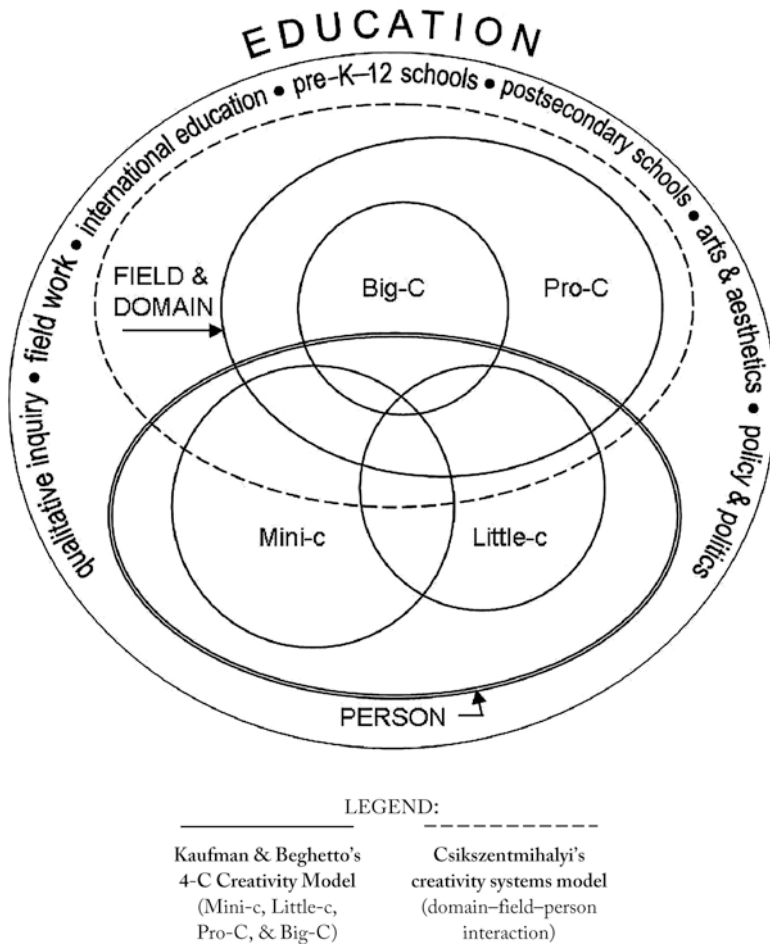 EDUCATION
qualitative inquiry • field work • international education • pre-K-12 schools • postsecondary schools • arts & aesthetics • policy & politics
FIELD &
DOMAIN
Big-C
Pro-C
Mini-c
Little-c
PERSON
LEGEND:
Kaufman & Beghetto's
4-C Creativity Model
(Mini-c, Little-c,
Pro-C, & Big-C)
Csikszentmihalyi's
creativity systems model
(domain–field–person
interaction)